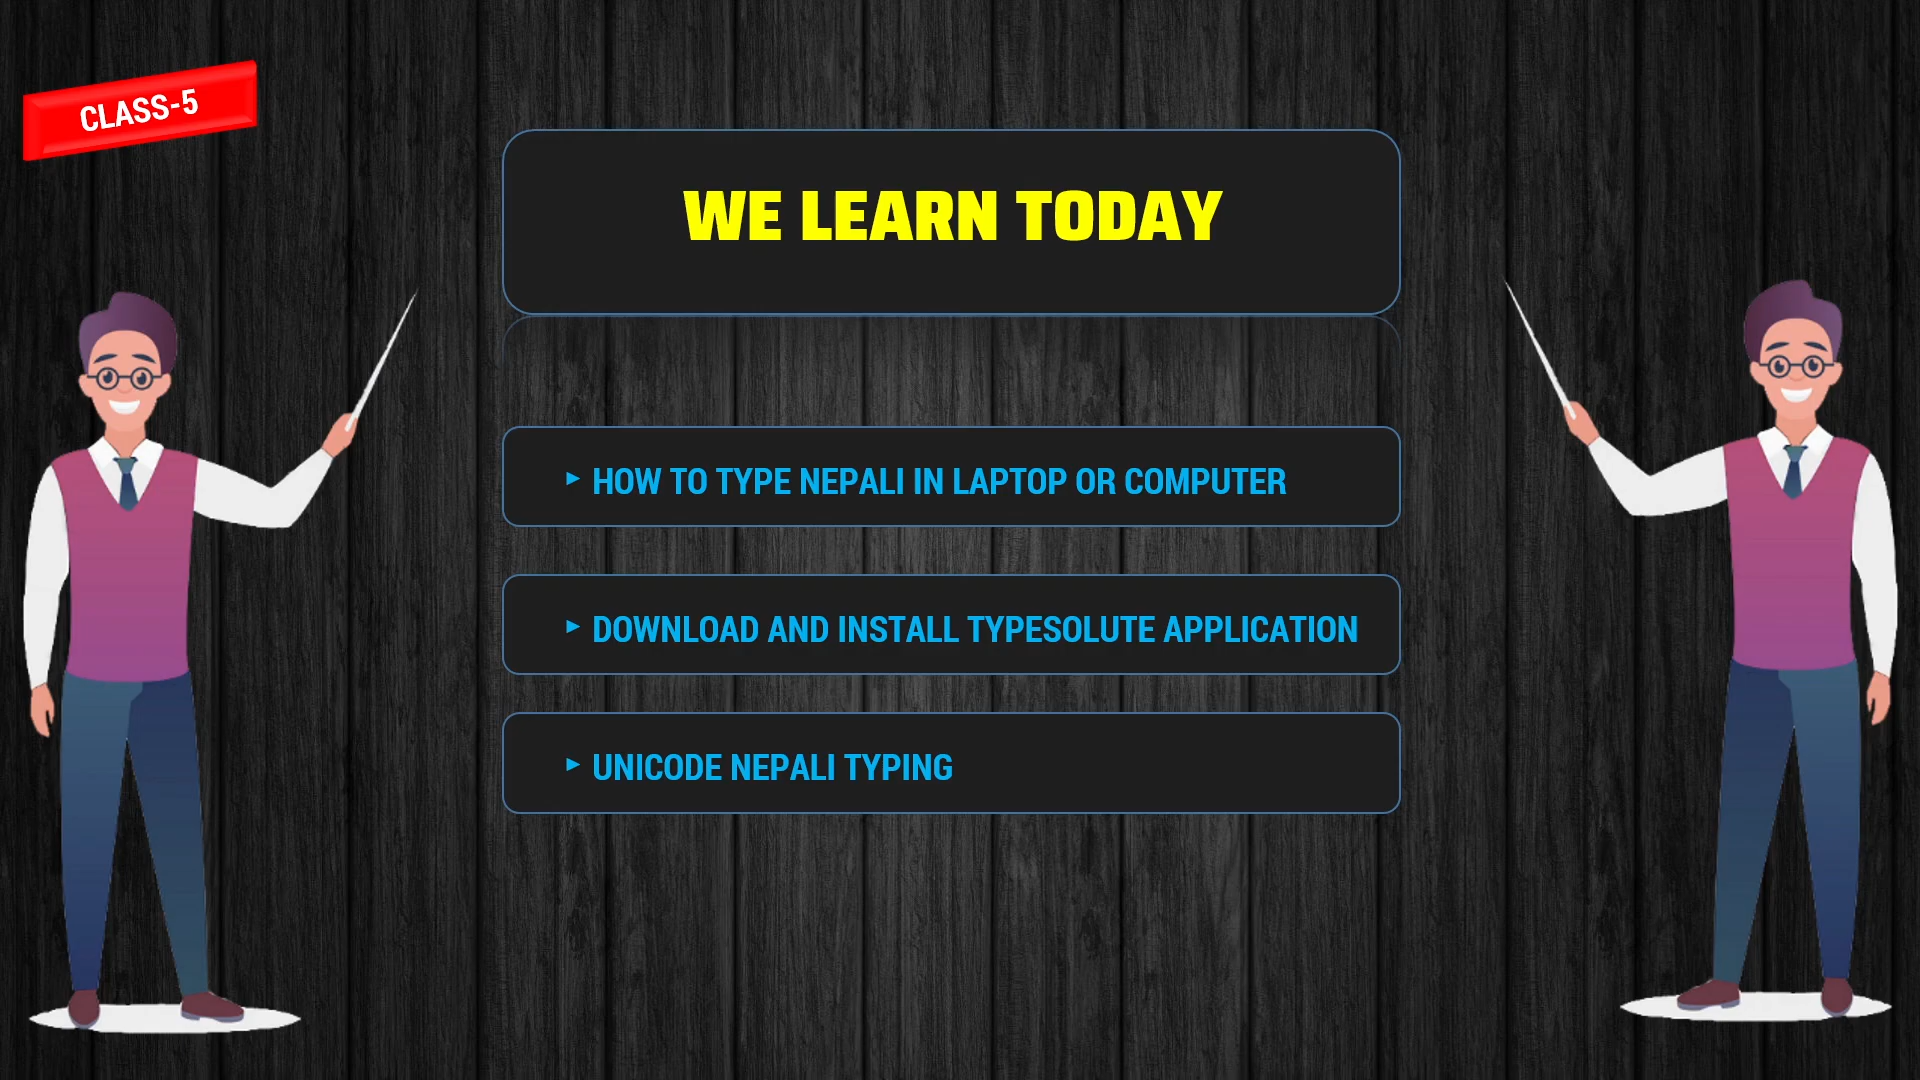 CLASS-5
WE LEARN TODAY
► HOW TO TYPE NEPALI IN LAPTOP OR COMPUTER
► DOWNLOAD AND INSTALL TYPESOLUTE APPLICATION
► UNICODE NEPALI TYPING